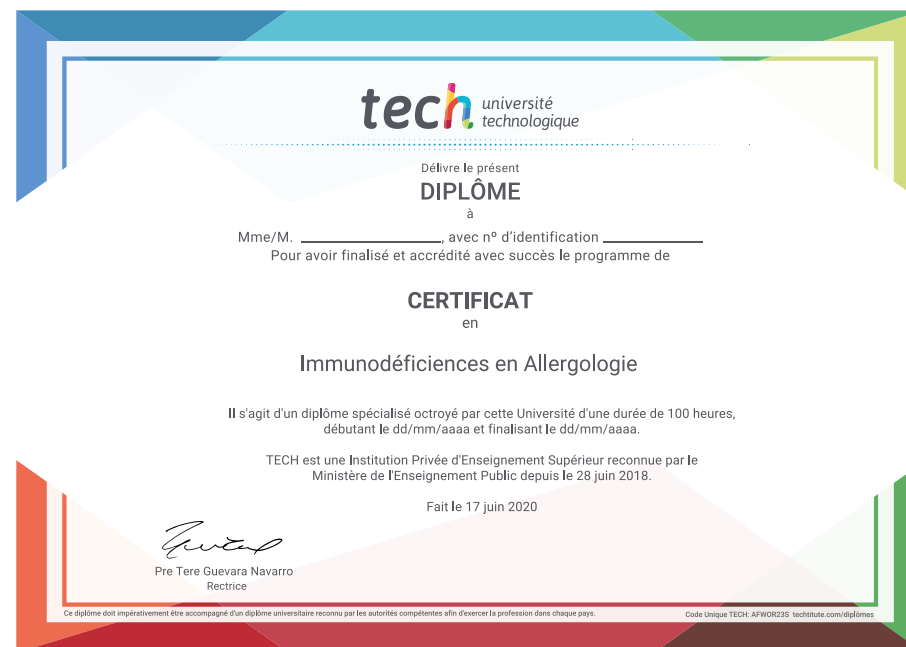 tech université
technologique
Délivre le présent
DIPLÔME
à
Mme/M. ____________________, avec nº d'identification ______________
Pour avoir finalisé et accrédité avec succès le programme de
CERTIFICAT
en
Immunodéficiences en Allergologie
Il s'agit d'un diplôme spécialisé octroyé par cette Université d'une durée de 100 heures,
débutant le dd/mm/aaaa et finalisant le dd/mm/aaaa.
TECH est une Institution Privée d'Enseignement Supérieur reconnue par le
Ministère de l'Enseignement Public depuis le 28 juin 2018.
Fait le 17 juin 2020
Pre Tere Guevara Navarro
Rectrice
Ce diplôme doit impérativement être accompagné d'un diplôme universitaire reconnu par les autorités compétentes afin d'exercer la profession dans chaque pays.
Code Unique TECH: AFWOR23S techtitute.com/diplômes